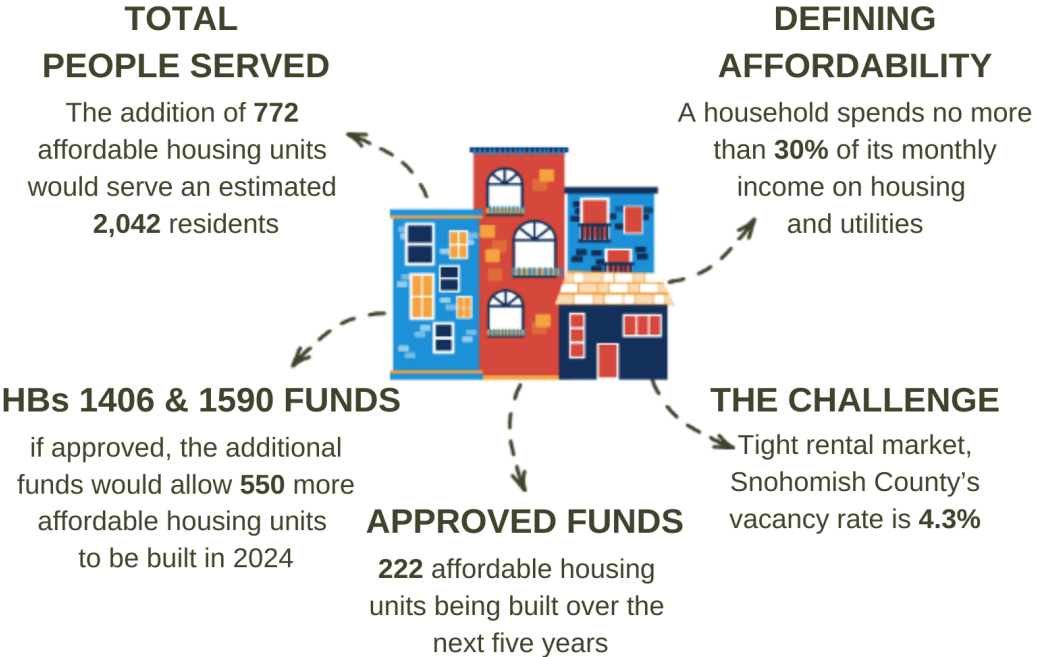 TOTAL
PEOPLE SERVED
The addition of 772
affordable housing units
would serve an estimated
2,042 residents
DEFINING
AFFORDABILITY
A household spends no more
than 30% of its monthly
income on housing
and utilities
HBs 1406 & 1590 FUNDS
if approved, the additional
funds would allow 550 more
affordable housing units
to be built in 2024
APPROVED FUNDS
222 affordable housing
units being built over the
next five years
THE CHALLENGE
Tight rental market,
Snohomish County’s
vacancy rate is 4.3%